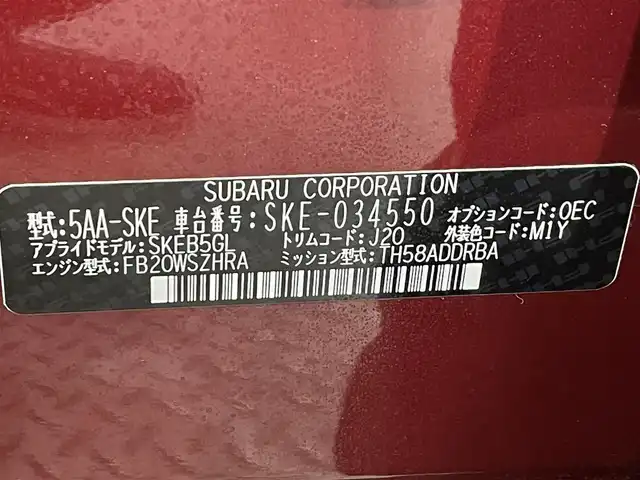 SUBARU CORPORATION
型式:5AA-SKE 車台番号:SKE-034550 オプションコード:OEC
アプライドモデル:SKEB5GL トリムコード:J20 外装色コード:M1Y
エンジン型式:FB20WSZHRA ミッション型式:TH58ADDRBA